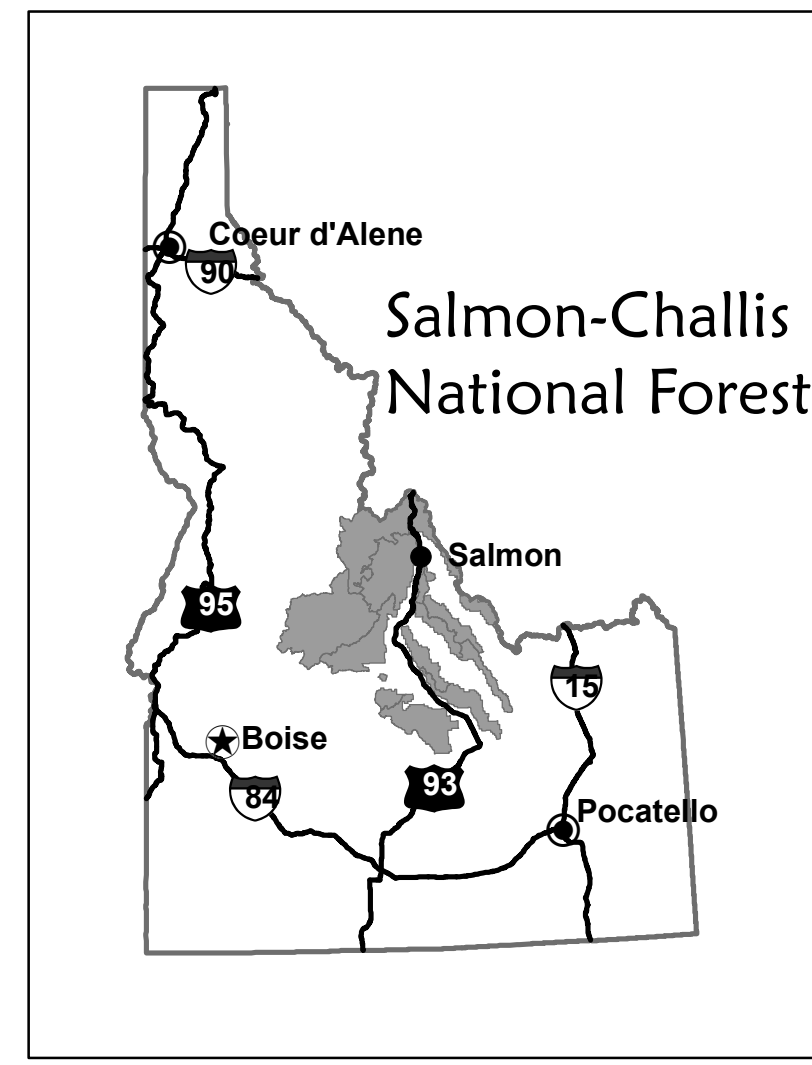 Coeur d'Alene
90
Salmon-Challis
National Forest
Salmon
95
15
Boise
93
84
Pocatello